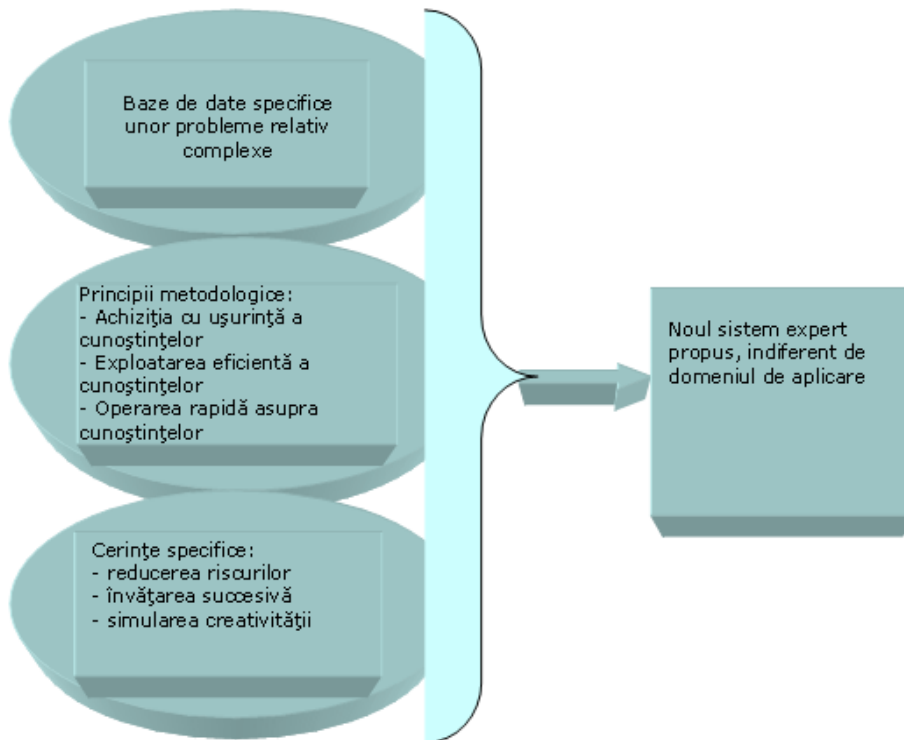 Baze de date specifice
unor probleme relativ
complexe
Principii metodologice:
- Achiziţia cu uşurinţă a
cunoştinţelor
- Exploatarea eficientă a
cunoştinţelor
- Operarea rapidă asupra
cunoştinţelor
Cerinţe specifice:
- reducerea riscurilor
- învăţarea succesivă
- simularea creativităţii
Noul sistem expert
propus, indiferent de
domeniul de aplicare